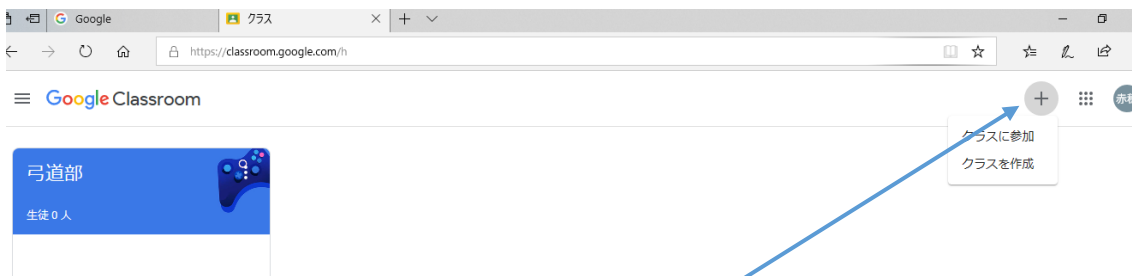 Google
クラス
https://classroom.google.com/h
Google Classroom
クラスに参加
クラスを作成
弓道部
生徒 0 人